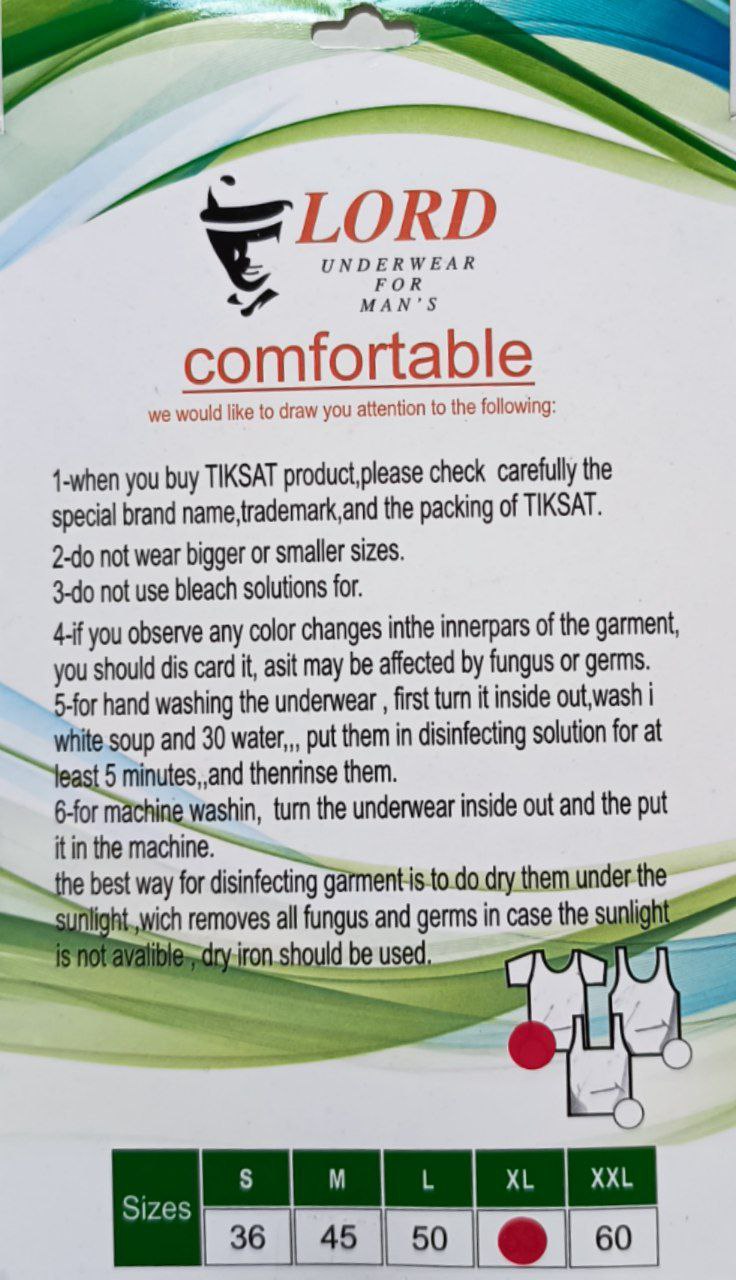 LORD
UNDERWEAR
FOR
MAN'S
comfortable
we would like to draw you attention to the following:
1-when you buy TIKSAT product,please check carefully the
special brand name,trademark,and the packing of TIKSAT.
2-do not wear bigger or smaller sizes.
3-do not use bleach solutions for.
4-if you observe any color changes inthe innerpars of the garment,
you should dis card it, asit may be affected by fungus or germs.
5-for hand washing the underwear , first turn it inside out,wash i
white soup and 30 water,,, put them in disinfecting solution for at
least 5 minutes,,and thenrinse them.
6-for machine washin, turn the underwear inside out and the put
it in the machine.
the best way for disinfecting garment is to do dry them under the
sunlight ,wich removes all fungus and germs in case the sunlight
is not avalible , dry iron should be used.
Sizes S M L XL XXL
36 45 50 60